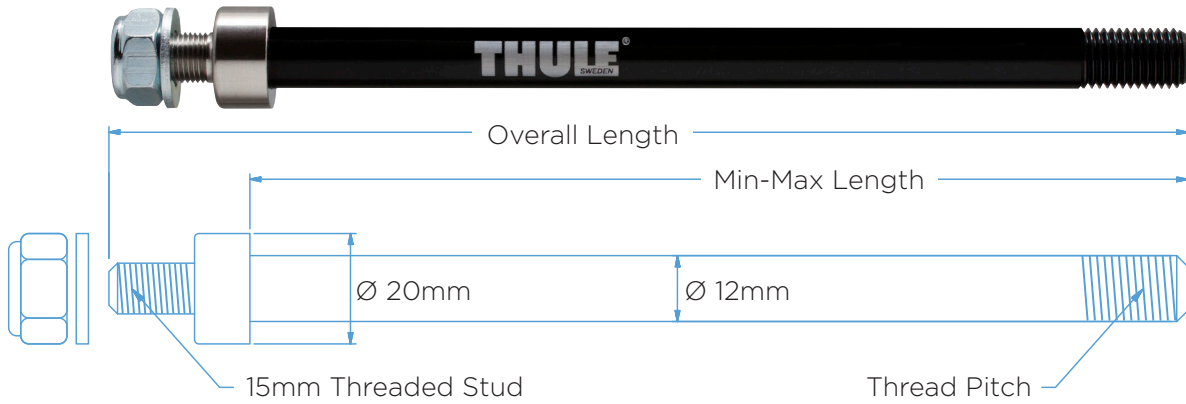 THULE®
SWEDEN
Overall Length
Min-Max Length
Ø 20mm
Ø 12mm
15mm Threaded Stud
Thread Pitch